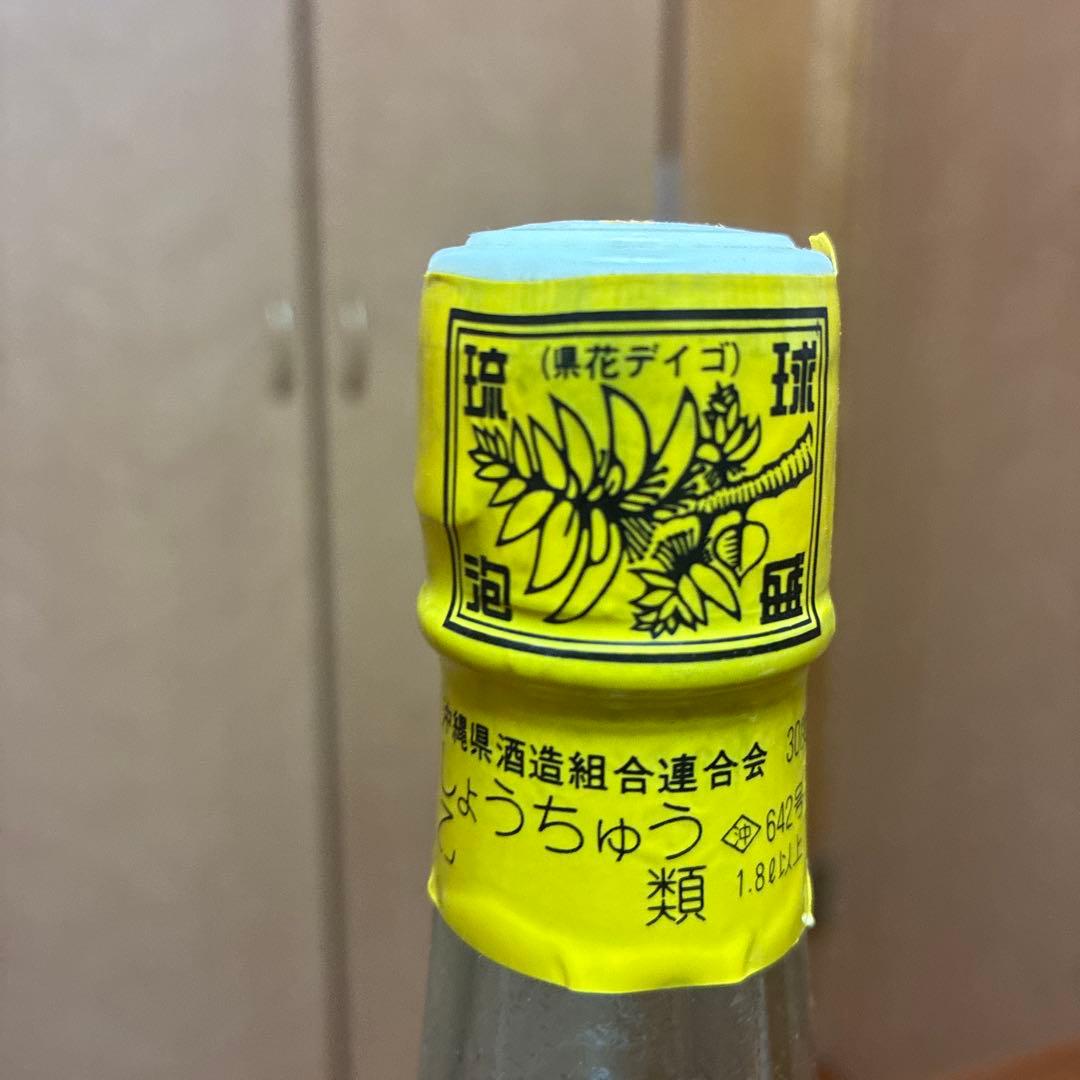 (県花デイゴ)
琉球
泡盛
沖縄県酒造組合連合会 30
しょうちゅう 沖 642号
類 1.8ℓ以上